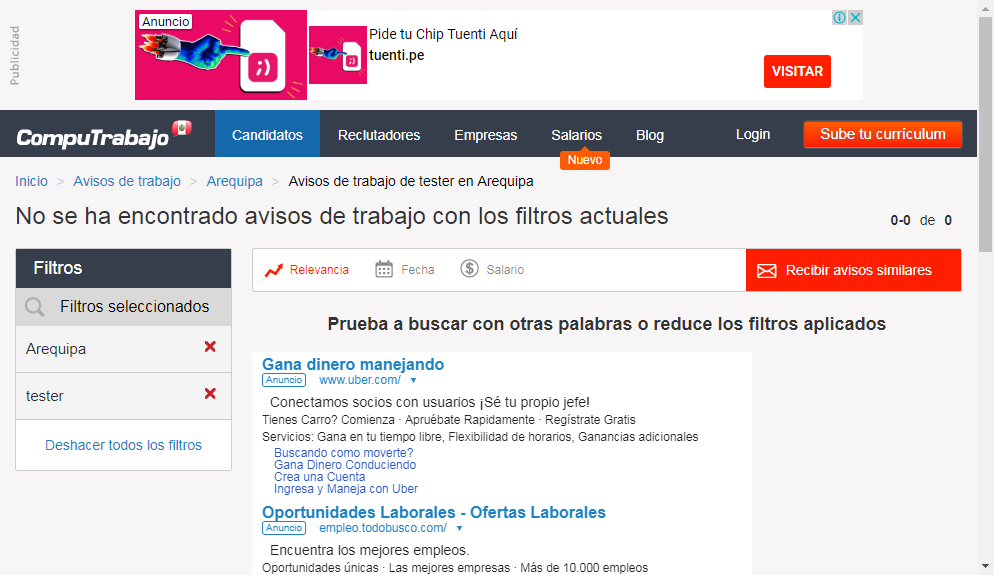 Publicidad
Anuncio
Pide tu Chip Tuenti Aquí
tuenti.pe
VISITAR
CompuTrabajo
Candidatos Reclutadores Empresas Salarios Blog Login Sube tu currículum
Nuevo
Inicio > Avisos de trabajo > Arequipa > Avisos de trabajo de tester en Arequipa
No se ha encontrado avisos de trabajo con los filtros actuales
0-0 de 0
Filtros
Filtros seleccionados
Arequipa
tester
Deshacer todos los filtros
Relevancia Fecha Salario Recibir avisos similares
Prueba a buscar con otras palabras o reduce los filtros aplicados
Gana dinero manejando
Anuncio www.uber.com/
Conectamos socios con usuarios ¡Sé tu propio jefe!
Tienes Carro? Comienza · Apruébate Rapidamente · Regístrate Gratis
Servicios: Gana en tu tiempo libre, Flexibilidad de horarios, Ganancias adicionales
Buscando como moverte?
Gana Dinero Conduciendo
Crea una Cuenta
Ingresa y Maneja con Uber
Oportunidades Laborales - Ofertas Laborales
Anuncio empleo.todobusco.com/
Encuentra los mejores empleos.
Oportunidades únicas · Las mejores empresas · Más de 10.000 empleos